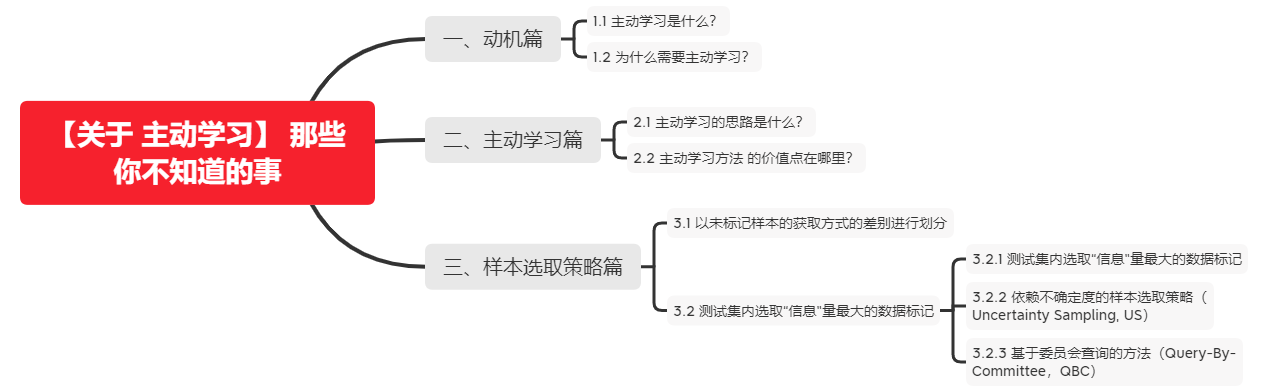 【关于 主动学习】 那些
你不知道的事
一、动机篇
1.1 主动学习是什么?
1.2 为什么需要主动学习?
二、主动学习篇
2.1 主动学习的思路是什么?
2.2 主动学习方法 的价值点在哪里?
三、样本选取策略篇
3.1 以未标记样本的获取方式的差别进行划分
3.2 测试集内选取“信息”量最大的数据标记
3.2.1 测试集内选取“信息”量最大的数据标记
3.2.2 依赖不确定度的样本选取策略（
Uncertainty Sampling, US）
3.2.3 基于委员会查询的方法（Query-By-
Committee，QBC）